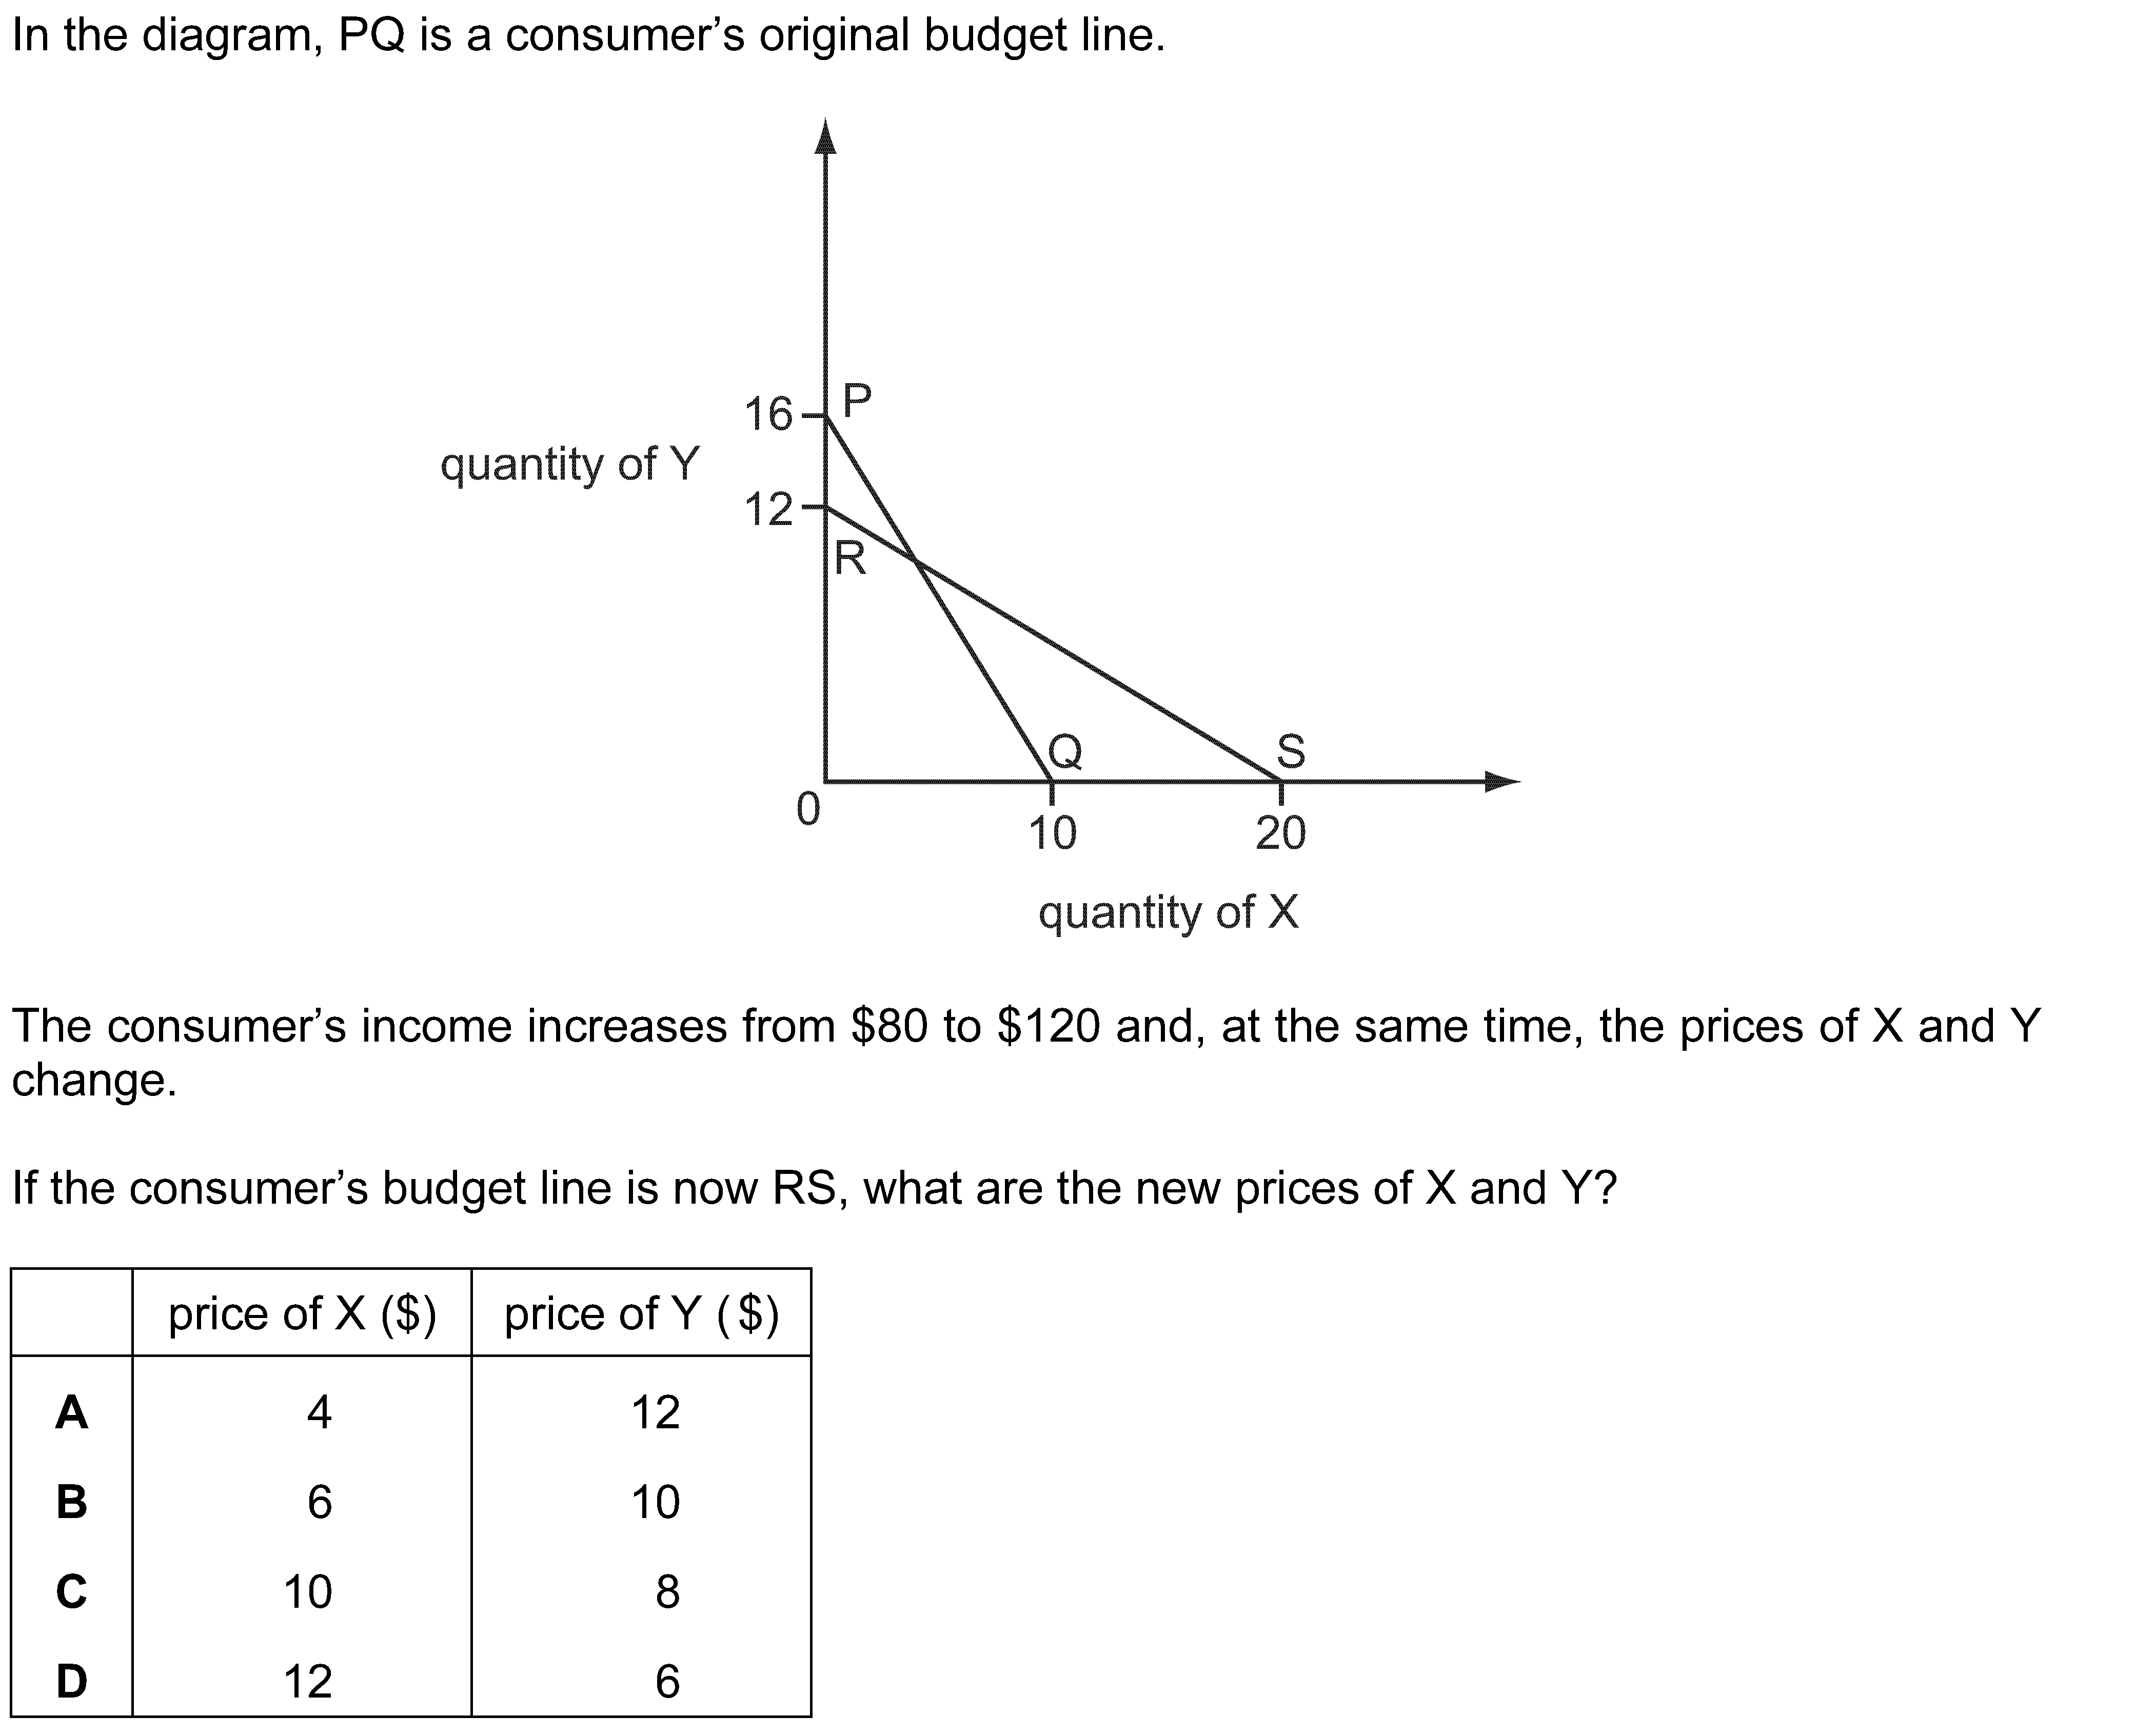 In the diagram, PQ is a consumer’s original budget line.
16
P
quantity of Y
12
R
Q
S
0
10
20
quantity of X
The consumer’s income increases from $80 to $120 and, at the same time, the prices of X and Y
change.
If the consumer’s budget line is now RS, what are the new prices of X and Y?
price of X ($) price of Y ($)
A 4 12
B 6 10
C 10 8
D 12 6